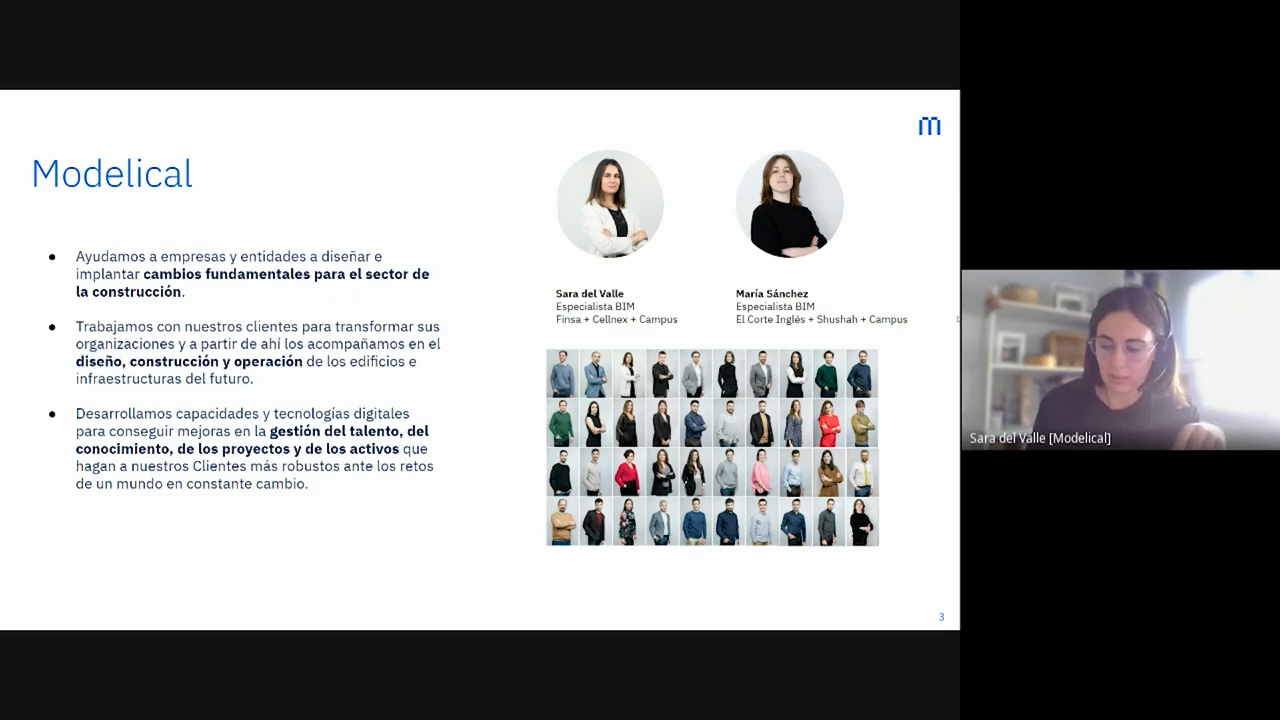 Modelical
● Ayudamos a empresas y entidades a diseñar e
implantar cambios fundamentales para el sector de
la construcción.
● Trabajamos con nuestros clientes para transformar sus
organizaciones y a partir de ahí los acompañamos en el
diseño, construcción y operación de los edificios e
infraestructuras del futuro.
● Desarrollamos capacidades y tecnologías digitales
para conseguir mejoras en la gestión del talento, del
conocimiento, de los proyectos y de los activos que
hagan a nuestros Clientes más robustos ante los retos
de un mundo en constante cambio.
m
Sara del Valle
Especialista BIM
Finsa + Cellnex + Campus
María Sánchez
Especialista BIM
El Corte Inglés + Shushah + Campus
3
Sara del Valle [Modelical]